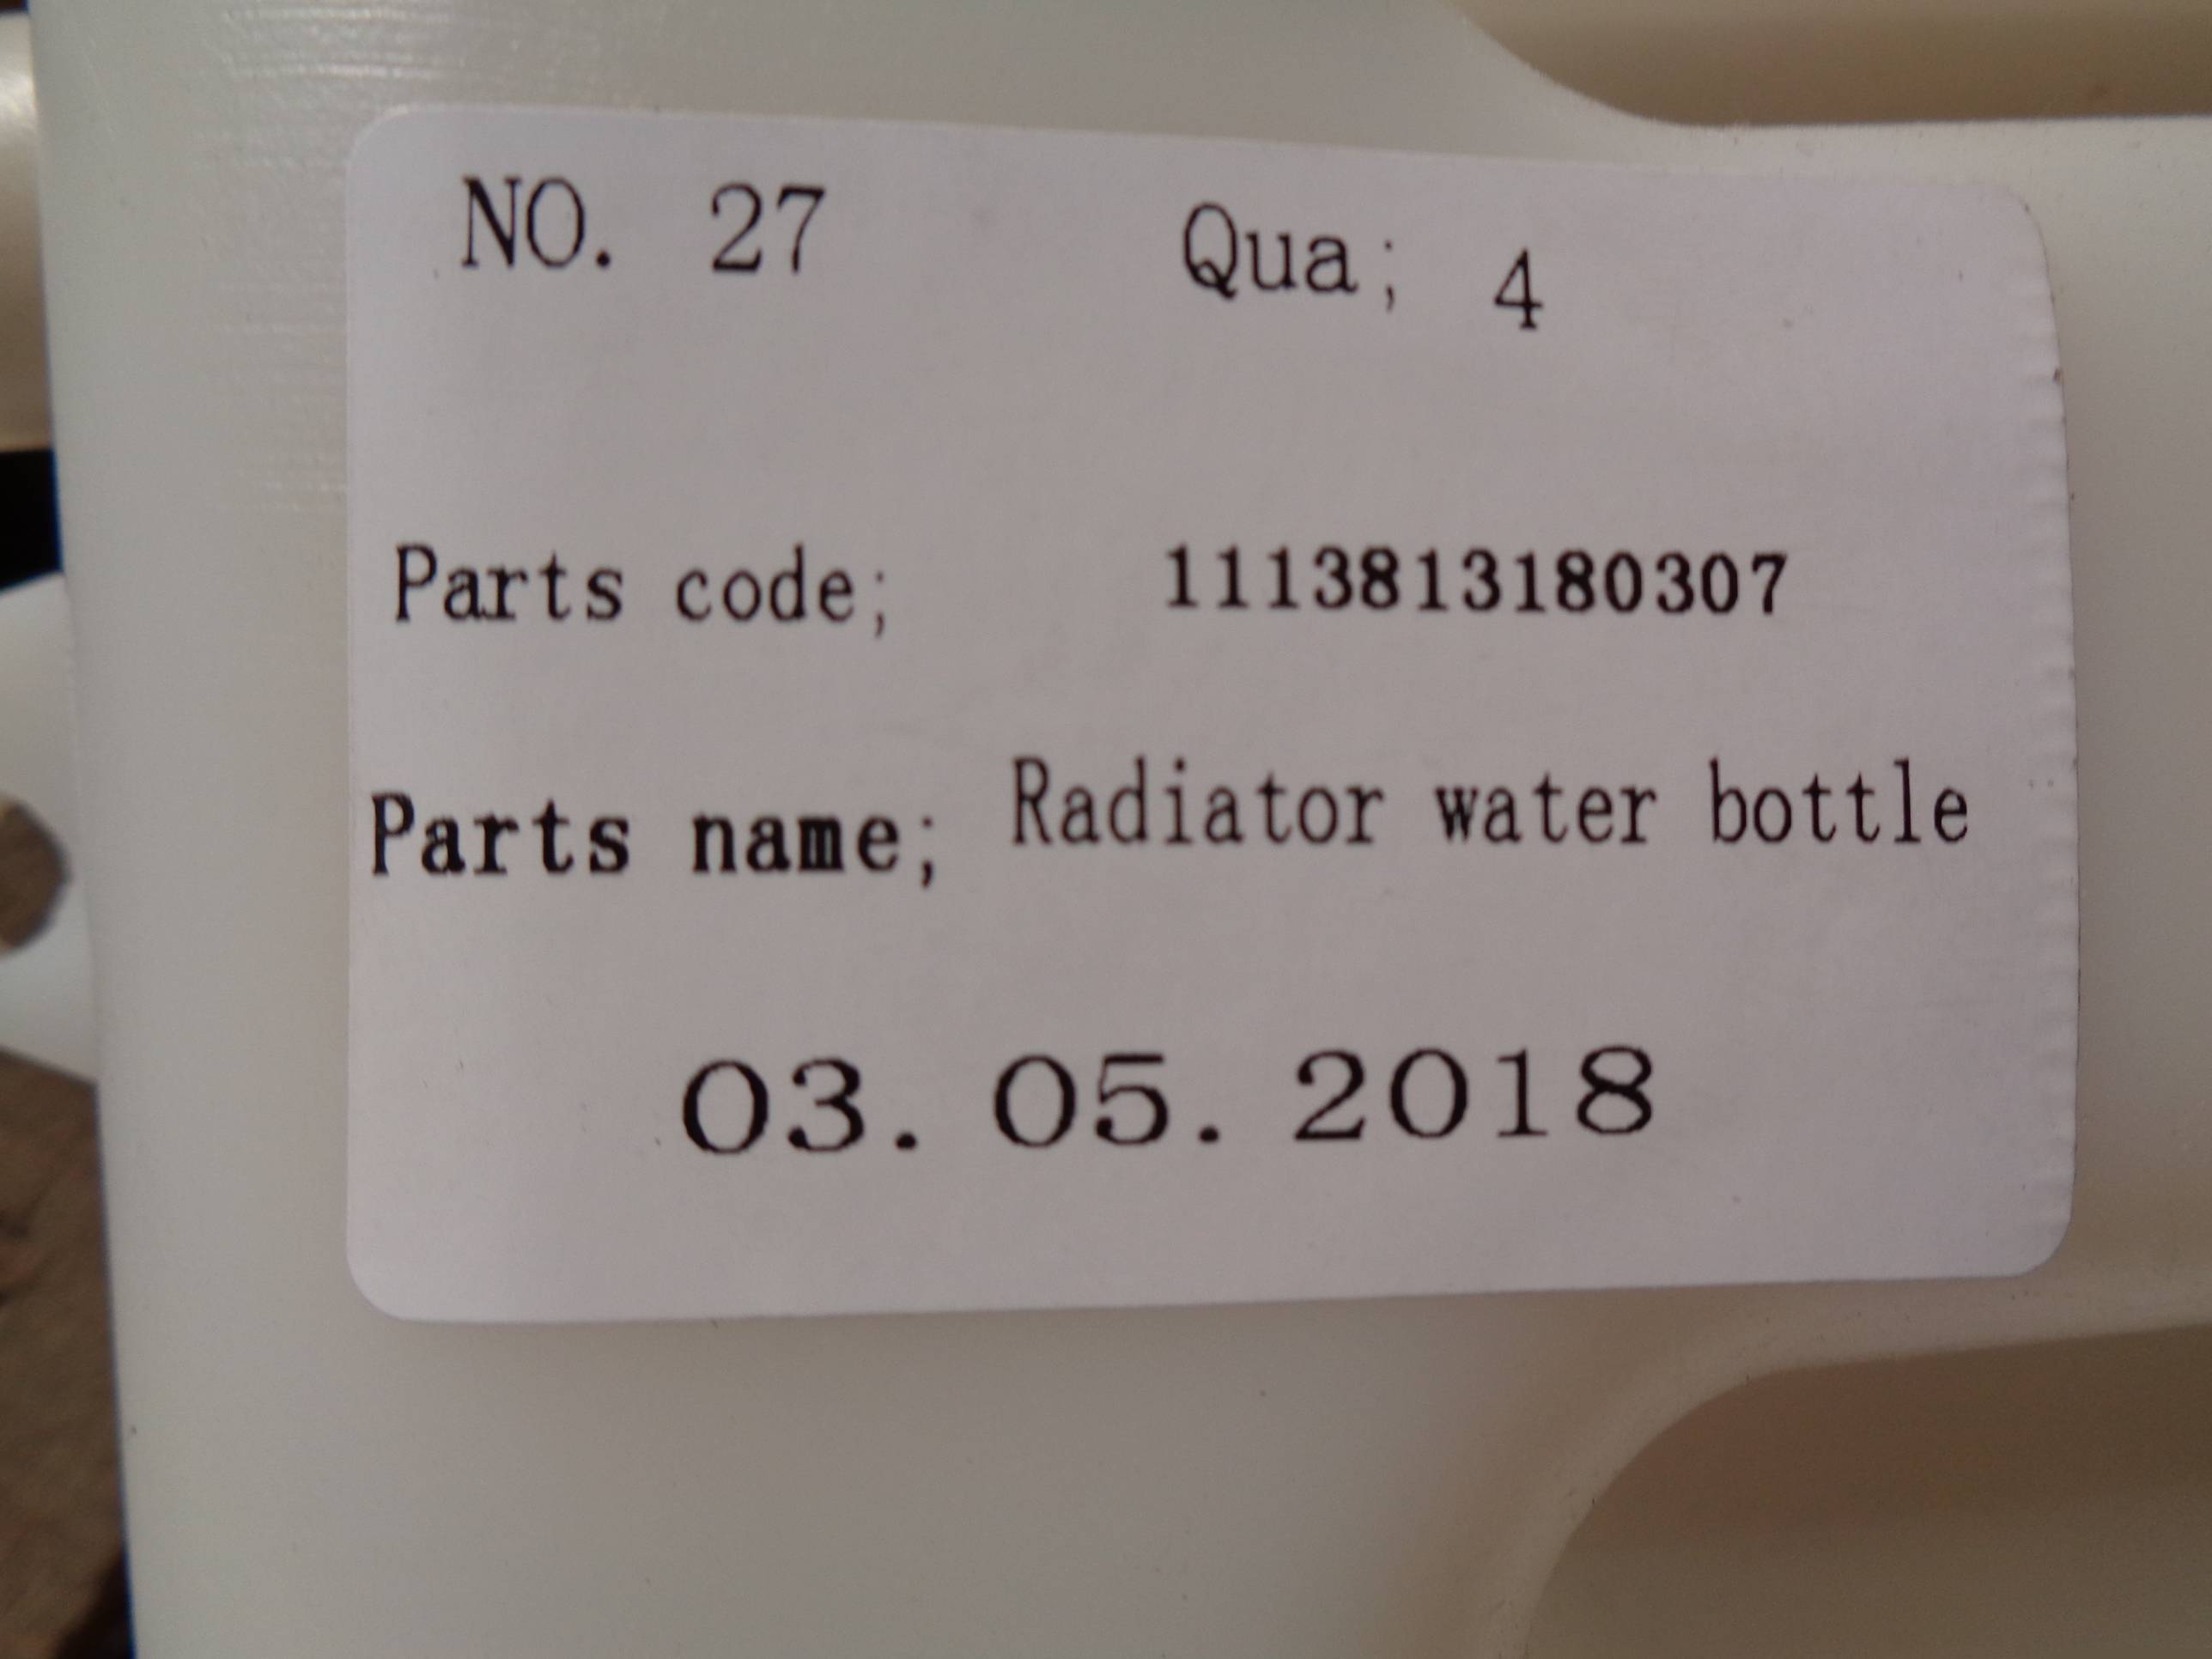 NO. 27 Qua; 4
Parts code; 1113813180307
Parts name; Radiator water bottle
03. 05. 2018